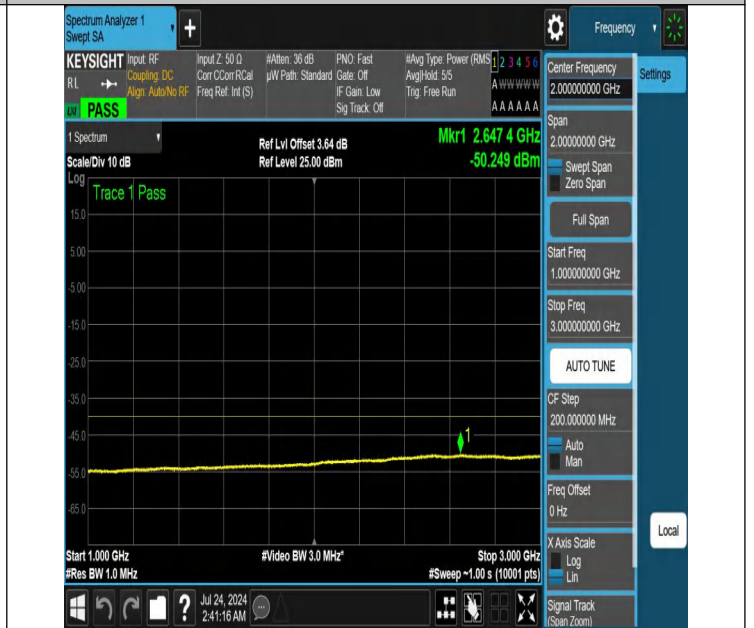 Spectrum Analyzer 1
Swept SA
+
Frequency
KEYSIGHT
RL
LXI
PASS
Input: RF
Coupling: DC
Align: Auto/No RF
Input Z: 50 Ω
Corr CCorr RCal
Freq Ref: Int (S)
#Atten: 36 dB
µW Path: Standard
PNO: Fast
Gate: Off
IF Gain: Low
Sig Track: Off
#Avg Type: Power (RMS
Avg|Hold: 5/5
Trig: Free Run
1 2 3 4 5 6
A W W W W W
A A A A A A
1 Spectrum
Scale/Div 10 dB
Ref Lvl Offset 3.64 dB
Ref Level 25.00 dBm
Mkr1 2.647 4 GHz
-50.249 dBm
Log
Trace 1 Pass
15.0
5.00
-5.00
-15.0
-25.0
-35.0
-45.0
-55.0
-65.0
1
Start 1.000 GHz
#Res BW 1.0 MHz
#Video BW 3.0 MHz*
Stop 3.000 GHz
#Sweep ~1.00 s (10001 pts)
?
Jul 24, 2024
2:41:16 AM
Center Frequency
2.000000000 GHz
Settings
Span
2.00000000 GHz
Swept Span
Zero Span
Full Span
Start Freq
1.000000000 GHz
Stop Freq
3.000000000 GHz
AUTO TUNE
CF Step
200.000000 MHz
Auto
Man
Freq Offset
0 Hz
X Axis Scale
Log
Lin
Local
Signal Track
(Span Zoom)